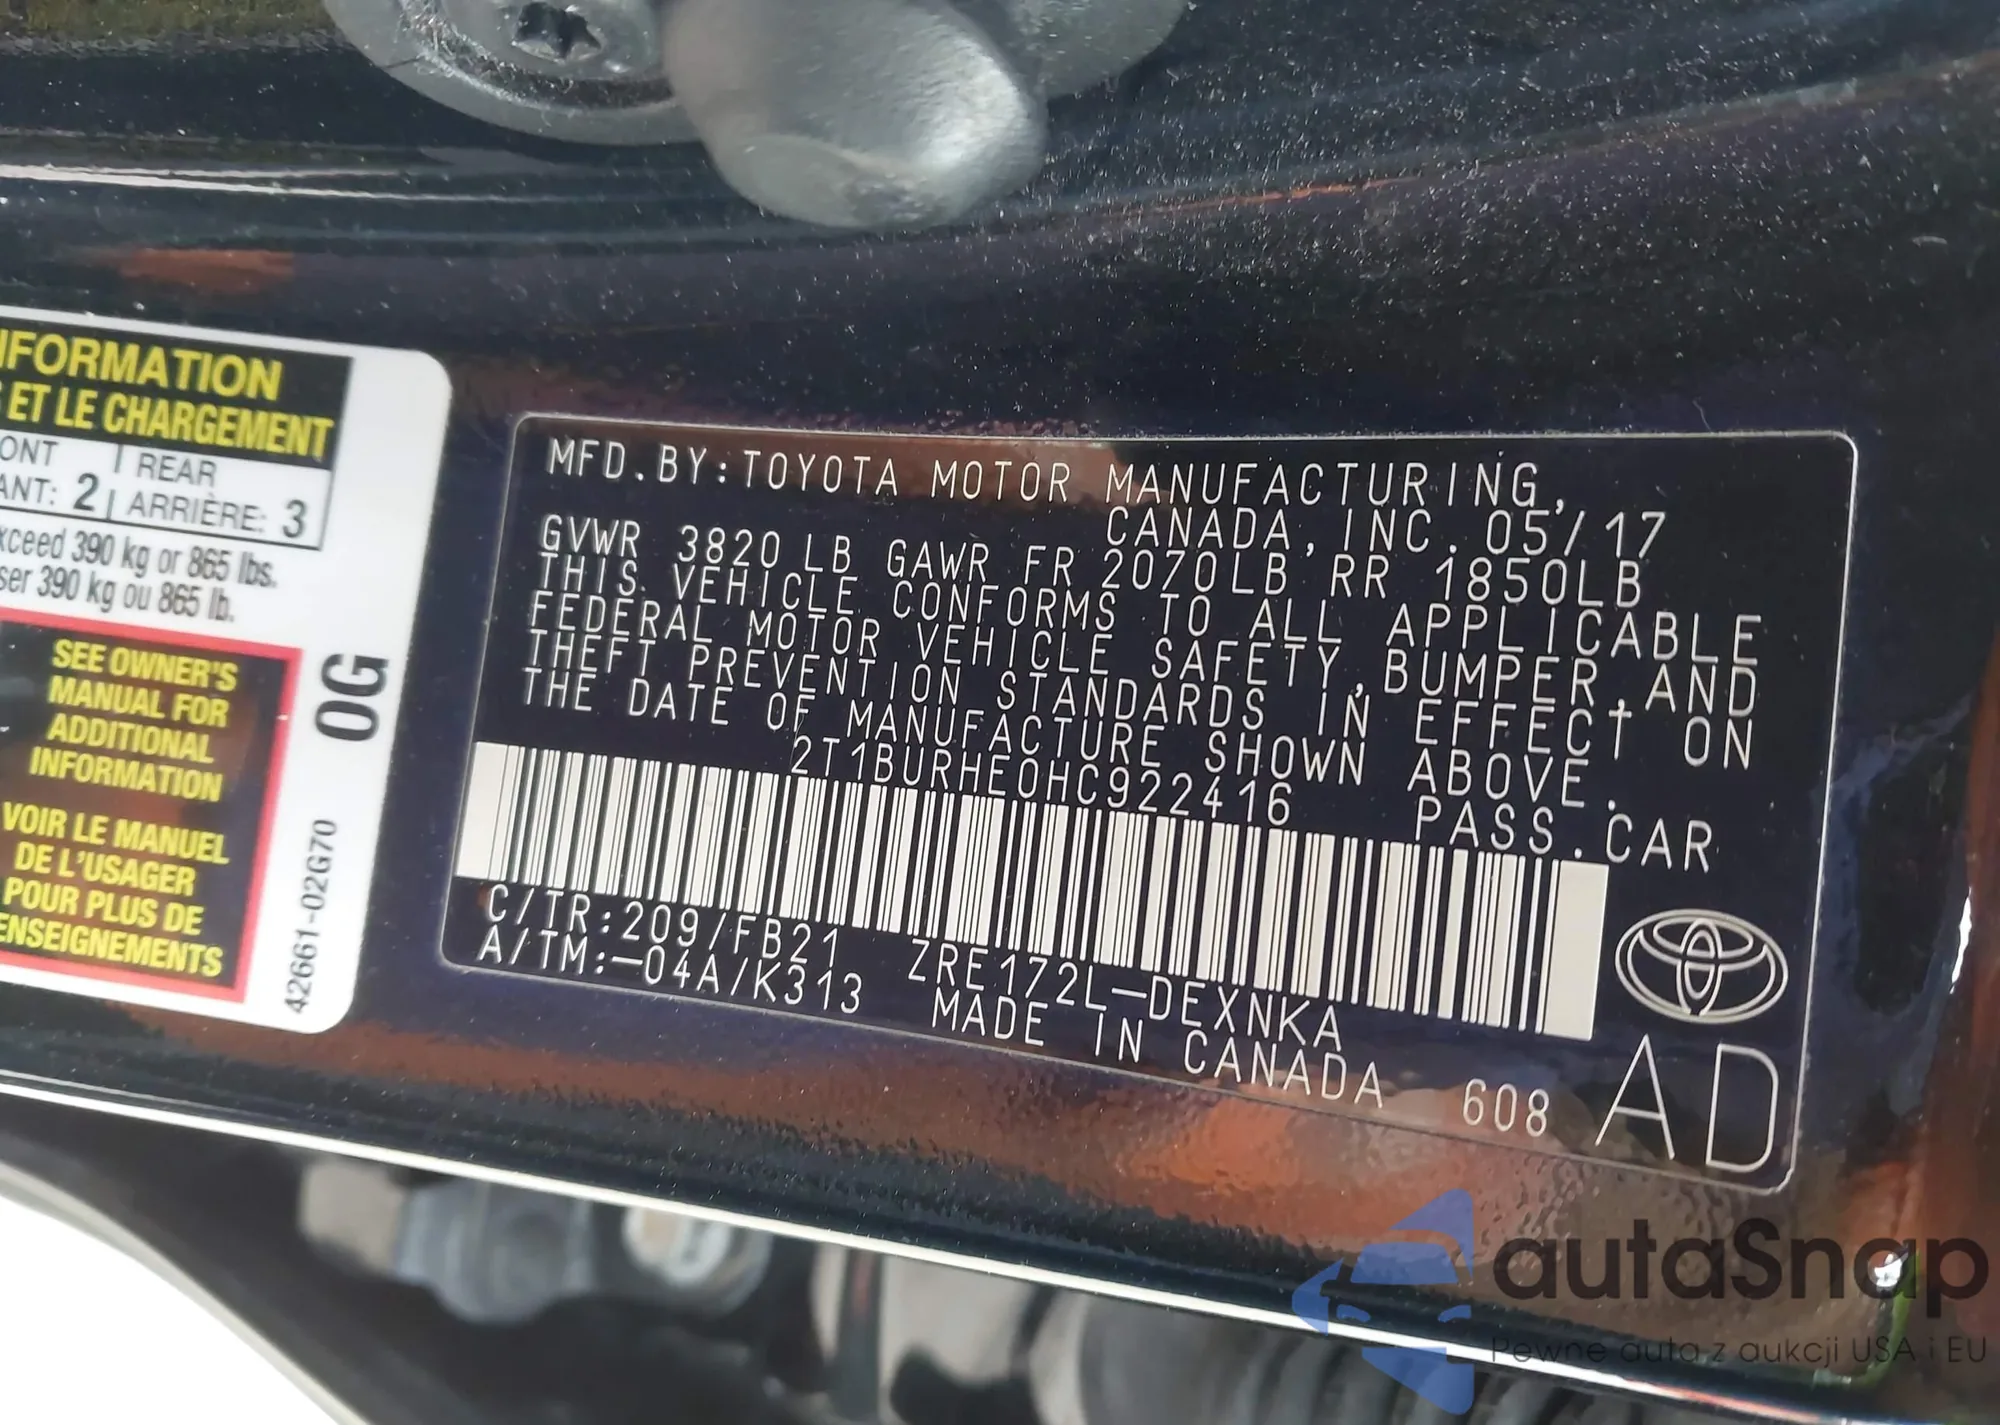 NFORMATION
ET LE CHARGEMENT
ONT REAR
ANT: 2 ARRIÈRE: 3
xceed 390 kg or 865 lbs.
ser 390 kg ou 865 lb.
SEE OWNER'S
MANUAL FOR
ADDITIONAL
INFORMATION
VOIR LE MANUEL
DE L'USAGER
POUR PLUS DE
ENSEIGNEMENTS
0G
42661-02G70
MFD.BY:TOYOTA MOTOR MANUFACTURING,
CANADA,INC. 05/17
GVWR 3820 LB GAWR FR 2070LB RR 1850LB
THIS VEHICLE CONFORMS TO ALL APPLICABLE
FEDERAL MOTOR VEHICLE SAFETY,BUMPER,AND
THEFT PREVENTION STANDARDS IN EFFECT ON
THE DATE OF MANUFACTURE SHOWN ABOVE.
2T1BURHE0HC922416 PASS.CAR
C/TR:209/FB21 ZRE172L-DEXNKA
A/TM:-04A/K313 MADE IN CANADA 608 AD
autaSnap
Pewne auta z aukcji USA i EU